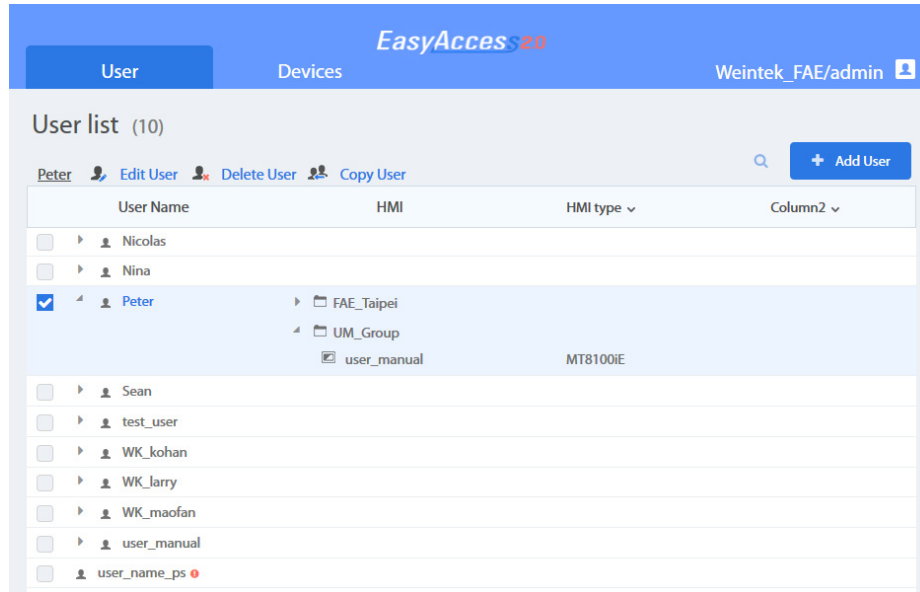 EasyAccess2.0
User Devices Weintek_FAE/admin
User list (10)
Peter Edit User Delete User Copy User + Add User
User Name HMI HMI type Column2
Nicolas
Nina
Peter FAE_Taipei
UM_Group
user_manual MT8100iE
Sean
test_user
WK_kohan
WK_larry
WK_maofan
user_manual
user_name_ps